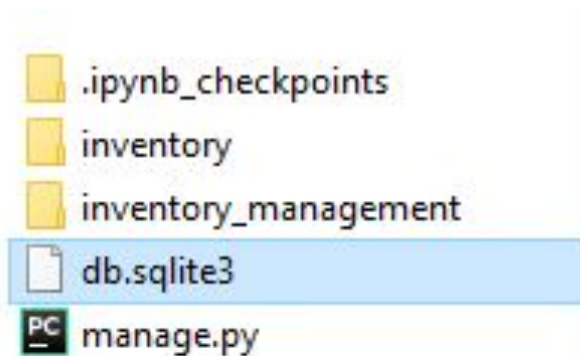 .ipynb_checkpoints
inventory
inventory_management
db.sqlite3
PC manage.py